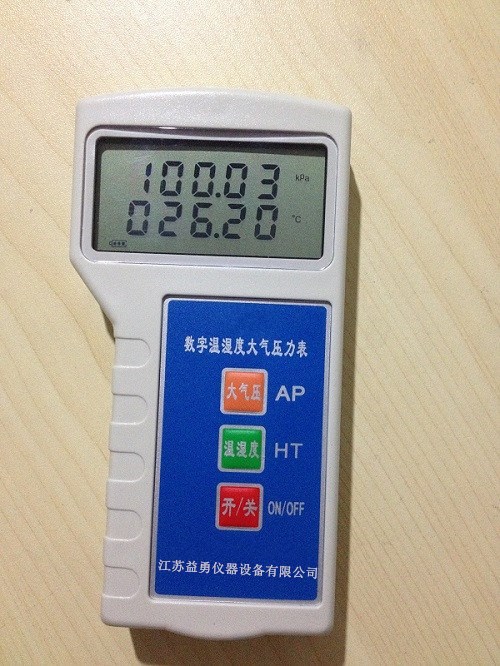 100.03 kPa
026.20 °C
数字温湿度大气压力表
大气压 AP
温湿度 HT
开/关 ON/OFF
江苏益勇仪器设备有限公司